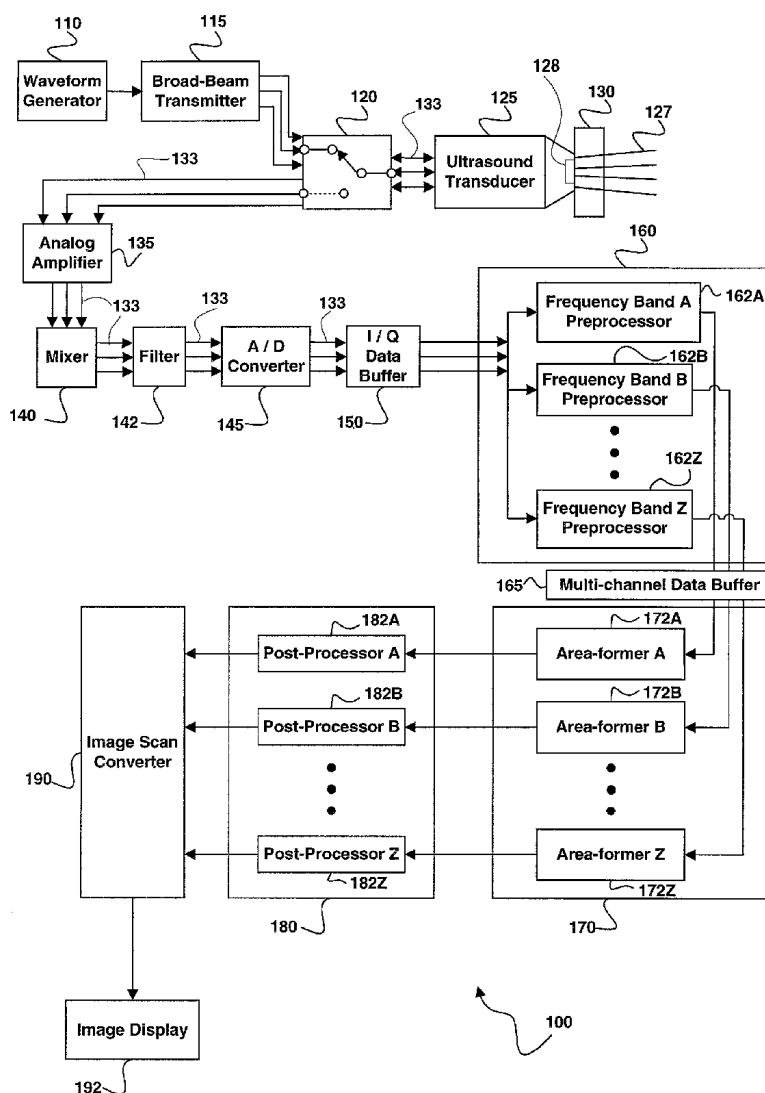 110
115
Waveform
Generator
Broad-Beam
Transmitter
120
133
125
128
130
127
Ultrasound
Transducer
133
Analog
Amplifier
135
133
Mixer
140
133
Filter
142
A / D
Converter
145
133
I / Q
Data
Buffer
150
160
162A
Frequency Band A
Preprocessor
162B
Frequency Band B
Preprocessor
162Z
Frequency Band Z
Preprocessor
165
Multi-channel Data Buffer
182A
Post-Processor A
172A
Area-former A
182B
Post-Processor B
172B
Area-former B
Image Scan
Converter
190
Post-Processor Z
182Z
Area-former Z
172Z
180
170
Image Display
192
100